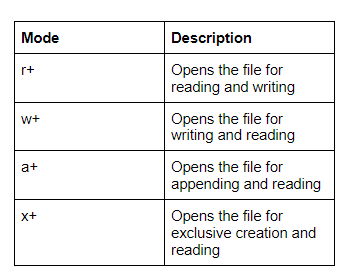 Mode Description
r+ Opens the file for
reading and writing
w+ Opens the file for
writing and reading
a+ Opens the file for
appending and reading
x+ Opens the file for
exclusive creation and
reading